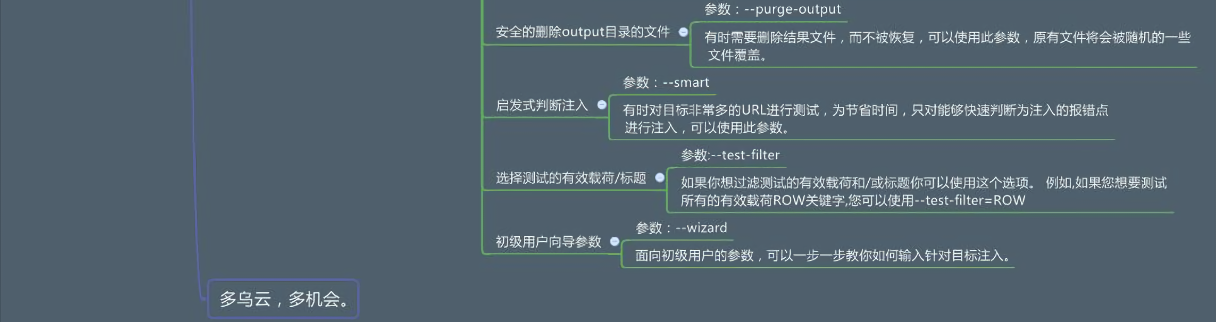 参数：--purge-output
安全的删除output目录的文件
有时需要删除结果文件，而不被恢复，可以使用此参数，原有文件将会被随机的一些
文件覆盖。
参数：--smart
启发式判断注入
有时对目标非常多的URL进行测试，为节省时间，只对能够快速判断为注入的报错点
进行注入，可以使用此参数。
参数:--test-filter
选择测试的有效载荷/标题
如果你想过滤测试的有效载荷和/或标题你可以使用这个选项。 例如,如果您想要测试
所有的有效载荷ROW关键字,您可以使用--test-filter=ROW
参数：--wizard
初级用户向导参数
面向初级用户的参数，可以一步一步教你如何输入针对目标注入。
多乌云，多机会。